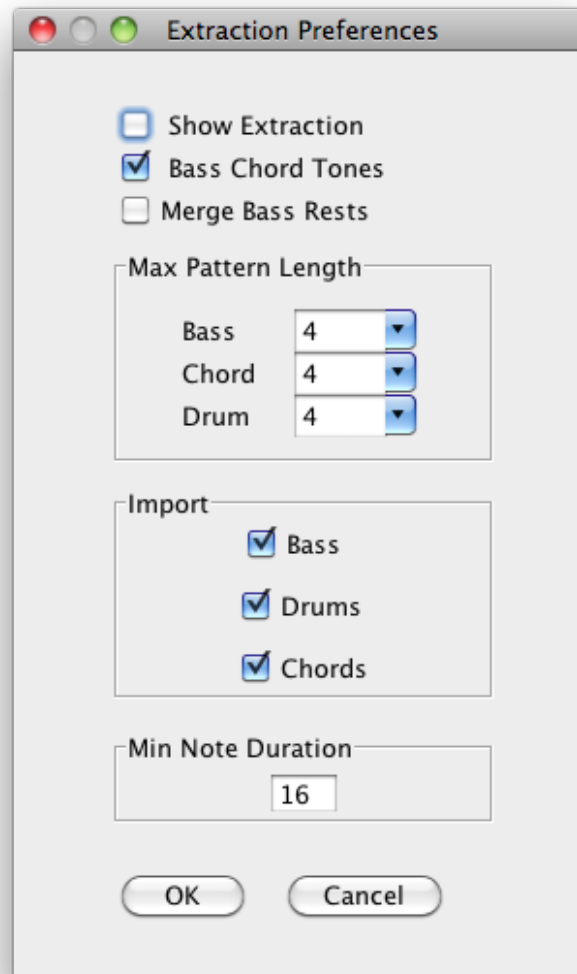 Extraction Preferences
Show Extraction
Bass Chord Tones
Merge Bass Rests
Max Pattern Length
Bass 4
Chord 4
Drum 4
Import
Bass
Drums
Chords
Min Note Duration
16
OK Cancel